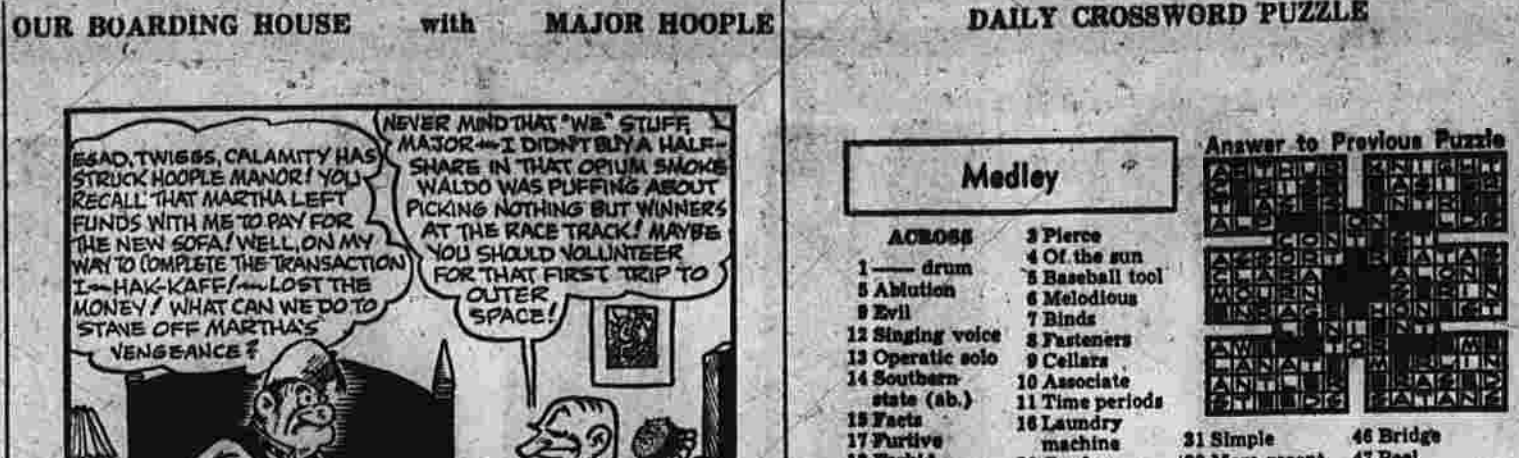 OUR BOARDING HOUSE with MAJOR HOOPLE
EGAD, TWIGGS, CALAMITY HAS
STRUCK HOOPLE MANOR! YOU
RECALL THAT MARTHA LEFT
FUNDS WITH ME TO PAY FOR
THE NEW SOFA! WELL, ON MY
WAY TO COMPLETE THE TRANSACTION
I~HAK-KAFF!~LOST THE
MONEY! WHAT CAN WE DO TO
STAVE OFF MARTHA'S
VENGEANCE?
NEVER MIND THAT "WE" STUFF,
MAJOR~I DIDN'T BUY A HALF-
SHARE IN THAT OPIUM SMOKE
WALDO WAS PUFFING ABOUT
PICKING NOTHING BUT WINNERS
AT THE RACE TRACK! MAYBE
YOU SHOULD VOLUNTEER
FOR THAT FIRST TRIP TO
OUTER
SPACE!
DAILY CROSSWORD PUZZLE
Medley
Answer to Previous Puzzle
ACROSS
1 —— drum
5 Ablution
9 Evil
12 Singing voice
13 Operatic solo
14 Southern
state (ab.)
15 Facts
17 Furtive
3 Pierce
4 Of the sun
5 Baseball tool
6 Melodious
7 Binds
8 Fasteners
9 Cellars
10 Associate
11 Time periods
16 Laundry
machine
31 Simple
46 Bridge